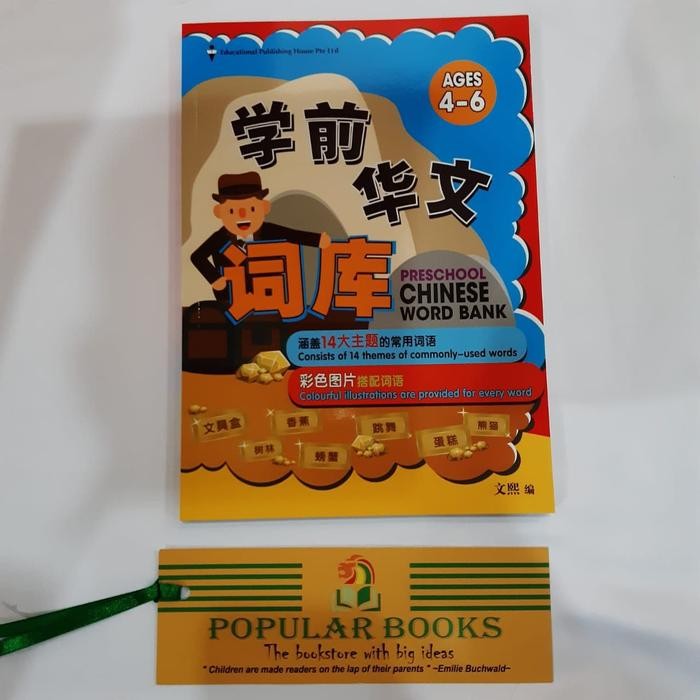 Educational Publishing House Pte Ltd
AGES
4-6
学前
华文
词库
PRESCHOOL
CHINESE
WORD BANK
涵盖14大主题的常用词语
Consists of 14 themes of commonly-used words
彩色图片搭配词语
Colourful illustrations are provided for every word
文具盒
香蕉
跳舞
熊猫
树林
螃蟹
蛋糕
文熙 编
POPULAR BOOKS
The bookstore with big ideas
" Children are made readers on the lap of their parents " ~Emilie Buchwald~